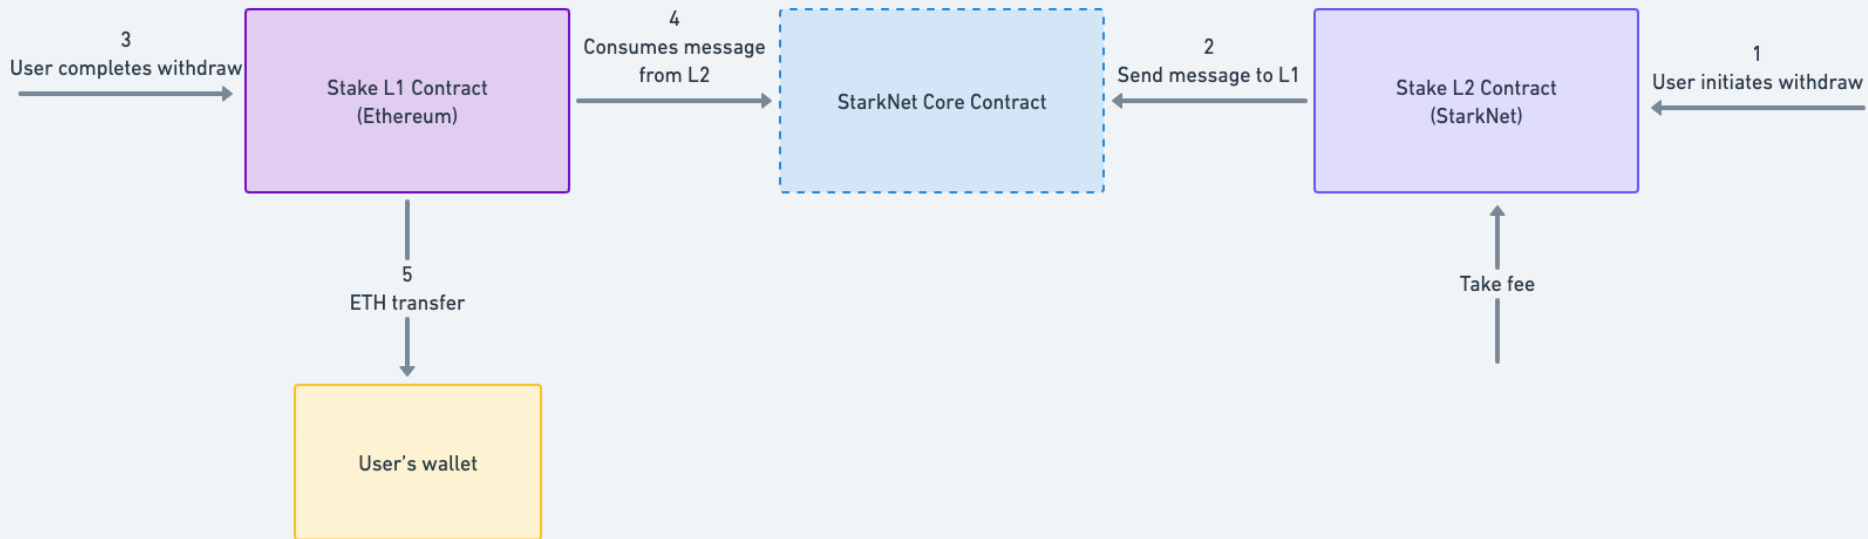 3
User completes withdraw
Stake L1 Contract
(Ethereum)
4
Consumes message
from L2
StarkNet Core Contract
2
Send message to L1
Stake L2 Contract
(StarkNet)
1
User initiates withdraw
5
ETH transfer
Take fee
User's wallet